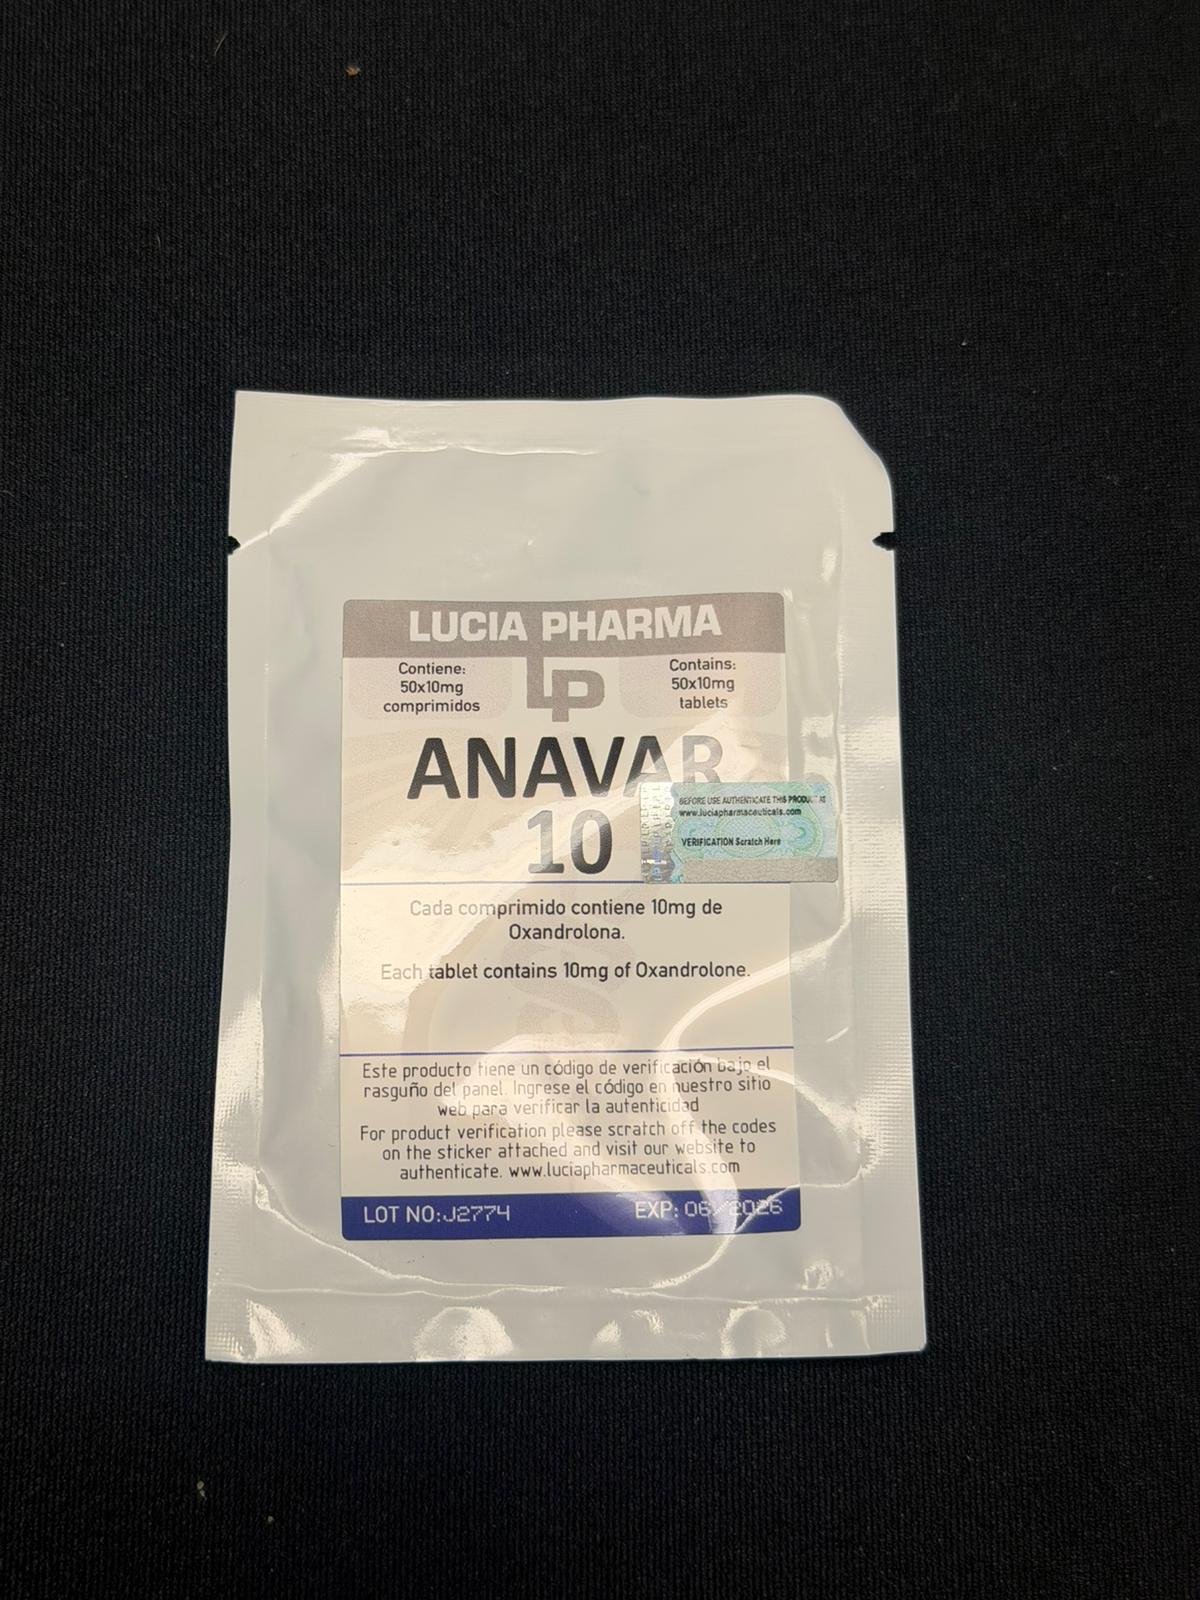 LUCIA PHARMA
Contiene:
50x10mg
comprimidos
LP
Contains:
50x10mg
tablets
ANAVAR
10
BEFORE USE AUTHENTICATE THIS PRODUCT AT
www.luciapharmaceuticals.com
VERIFICATION Scratch Here
Cada comprimido contiene 10mg de
Oxandrolona.
Each tablet contains 10mg of Oxandrolone.
Este producto tiene un código de verificación bajo el
rasguño del panel. Ingrese el código en nuestro sitio
web para verificar la autenticidad
For product verification please scratch off the codes
on the sticker attached and visit our website to
authenticate. www.luciapharmaceuticals.com
LOT NO: J2774 EXP: 06/2026